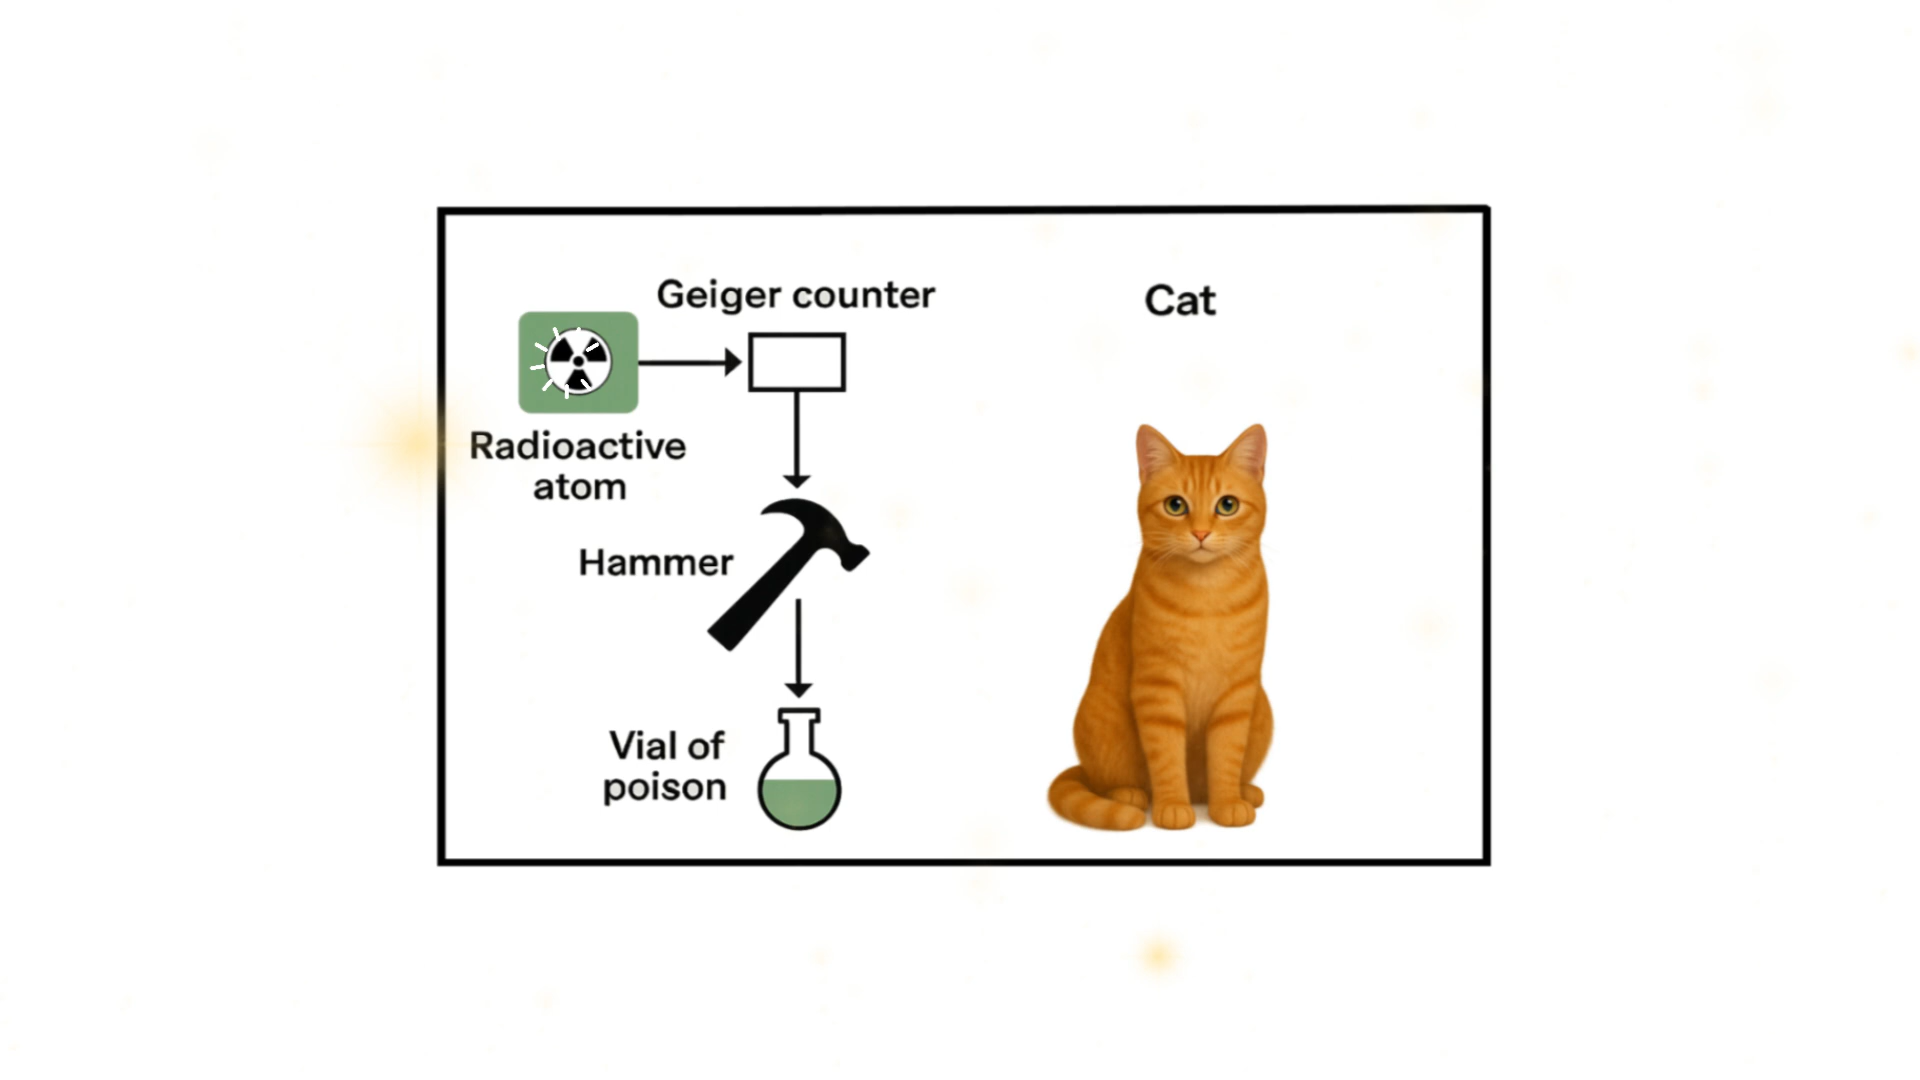 Geiger counter
Cat
Radioactive
atom
Hammer
Vial of
poison